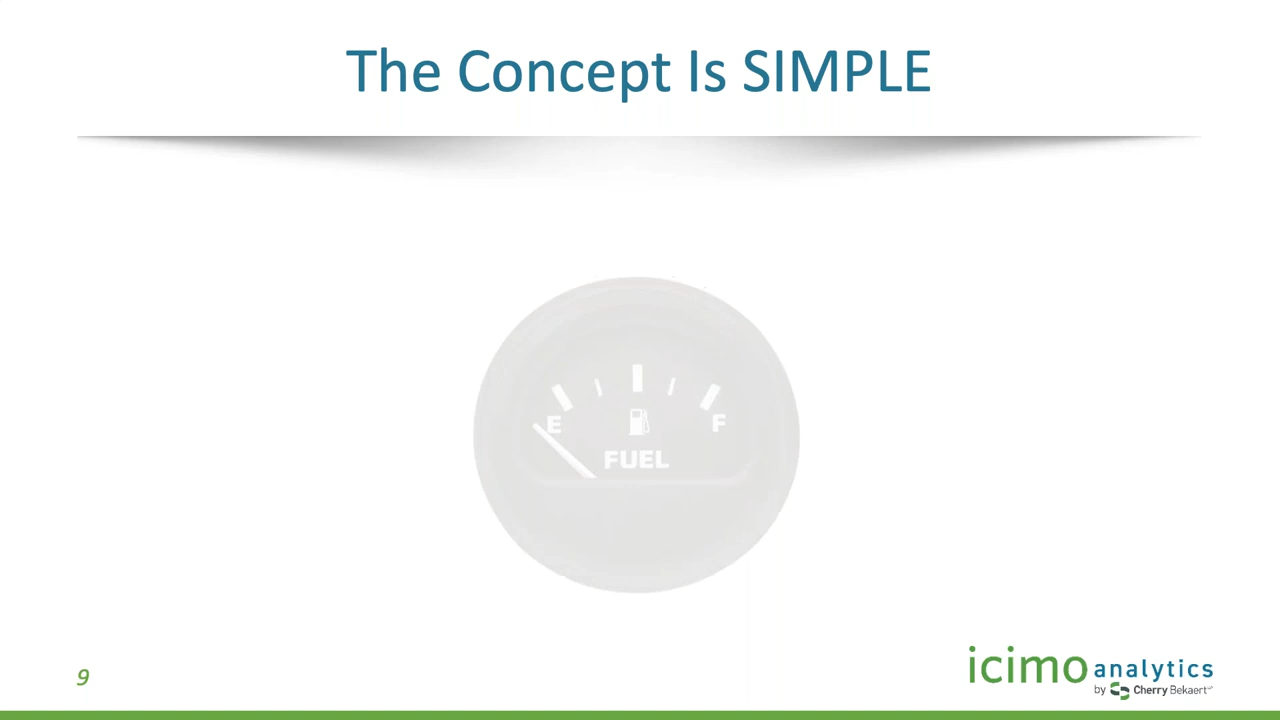 The Concept Is SIMPLE
E
F
FUEL
9
icimo analytics
by Cherry Bekaert